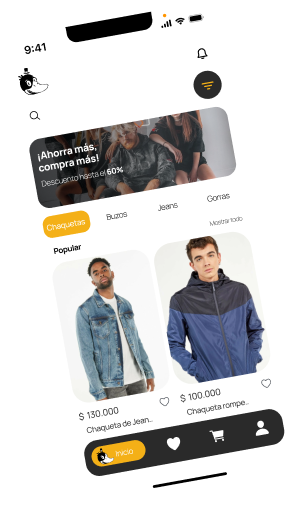 9:41
¡Ahorra más,
compra más!
Descuento hasta el 60%
Chaquetas Buzos Jeans Gorras
Popular Mostrar todo
$ 130.000 $ 100.000
Chaqueta de Jean.. Chaqueta rompe..
Inicio